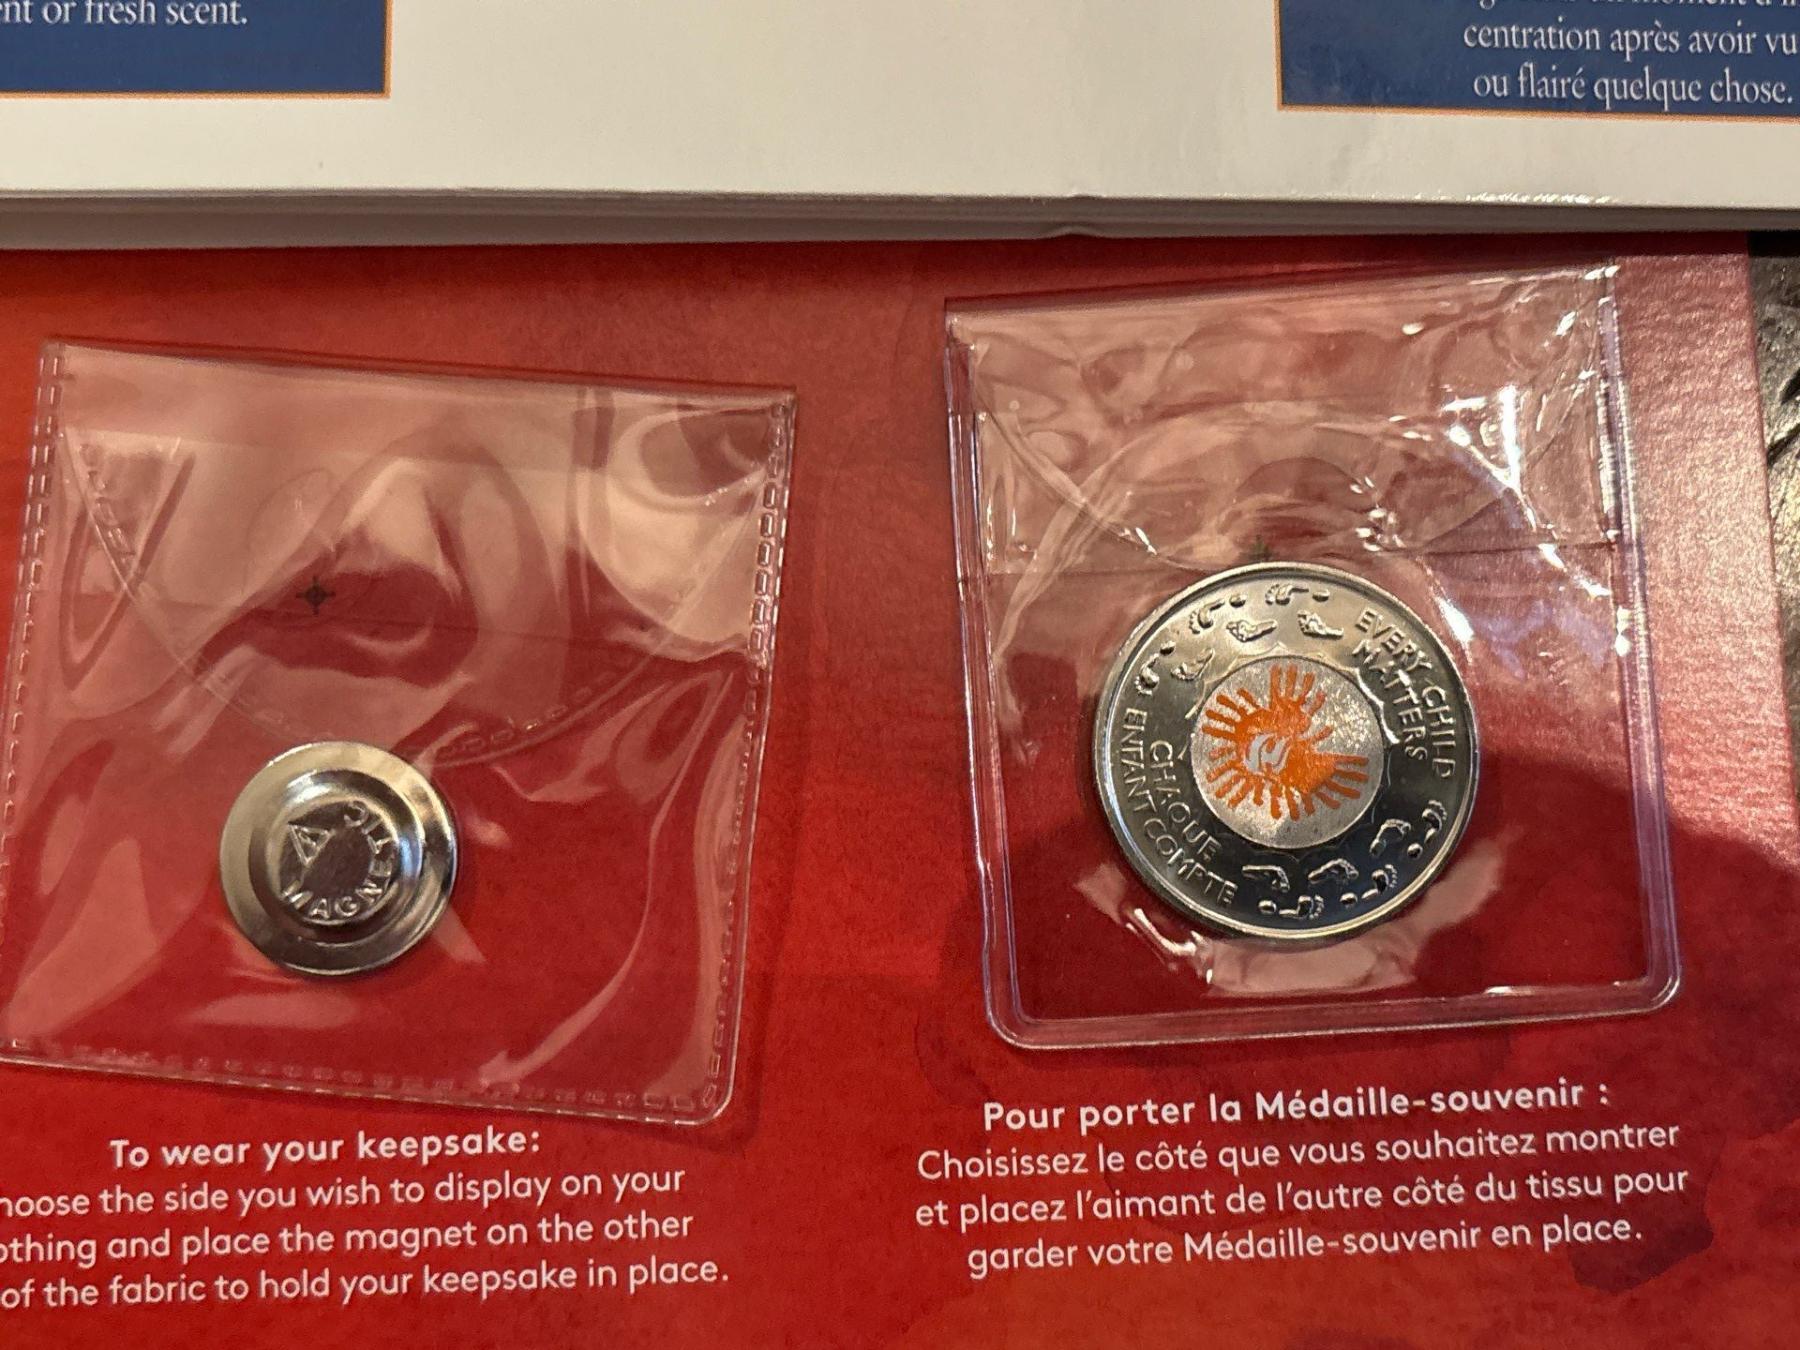 or fresh scent.
centration après avoir vu
ou flairé quelque chose.
MAGNETIC
EVERY CHILD
MATTERS
CHAQUE
ENFANT COMPTE
To wear your keepsake:
hoose the side you wish to display on your
othing and place the magnet on the other
of the fabric to hold your keepsake in place.
Pour porter la Médaille-souvenir :
Choisissez le côté que vous souhaitez montrer
et placez l'aimant de l'autre côté du tissu pour
garder votre Médaille-souvenir en place.